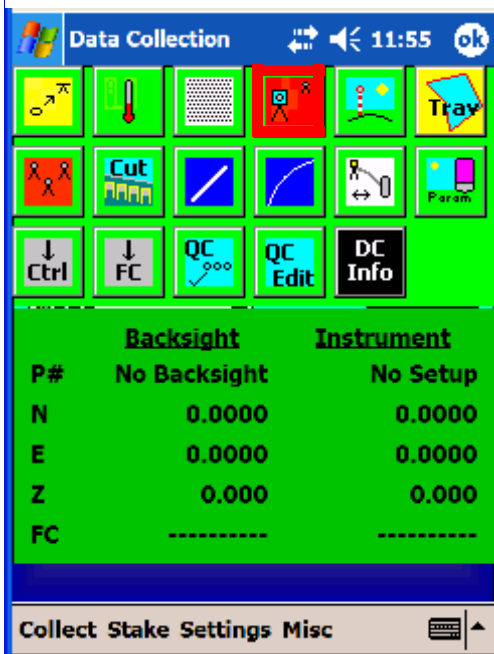 Data Collection 11:55 ok
Trav
Cut Param
Ctrl FC QC QC Edit DC Info
Backsight Instrument
P# No Backsight No Setup
N 0.0000 0.0000
E 0.0000 0.0000
Z 0.000 0.000
FC ---------- ----------
Collect Stake Settings Misc